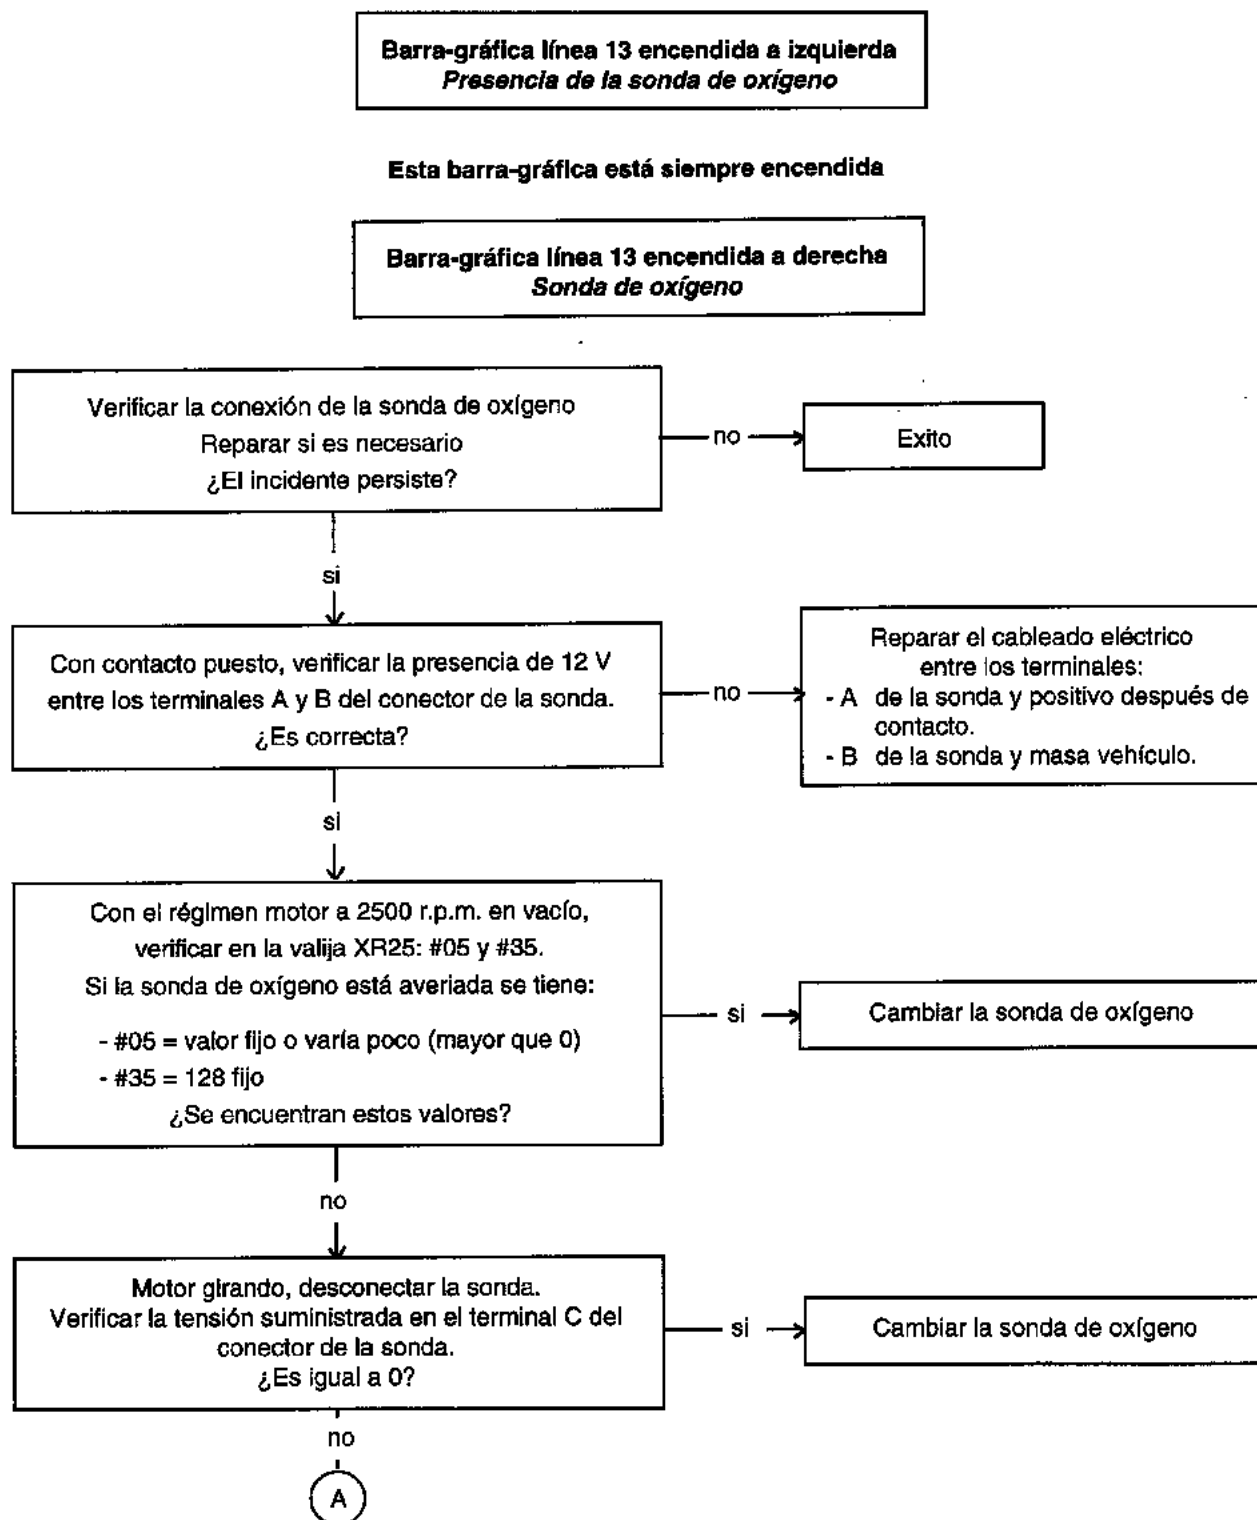 Barra-gráfica línea 13 encendida a izquierda
Presencia de la sonda de oxígeno
Esta barra-gráfica está siempre encendida
Barra-gráfica línea 13 encendida a derecha
Sonda de oxígeno
Verificar la conexión de la sonda de oxígeno
Reparar si es necesario
¿El incidente persiste?
no
Exito
si
Con contacto puesto, verificar la presencia de 12 V
entre los terminales A y B del conector de la sonda.
¿Es correcta?
no
Reparar el cableado eléctrico
entre los terminales:
- A de la sonda y positivo después de
contacto.
- B de la sonda y masa vehículo.
si
Con el régimen motor a 2500 r.p.m. en vacío,
verificar en la valija XR25: #05 y #35.
Si la sonda de oxígeno está averiada se tiene:
- #05 = valor fijo o varía poco (mayor que 0)
- #35 = 128 fijo
¿Se encuentran estos valores?
si
Cambiar la sonda de oxígeno
no
Motor girando, desconectar la sonda.
Verificar la tensión suministrada en el terminal C del
conector de la sonda.
¿Es igual a 0?
si
Cambiar la sonda de oxígeno
no
A